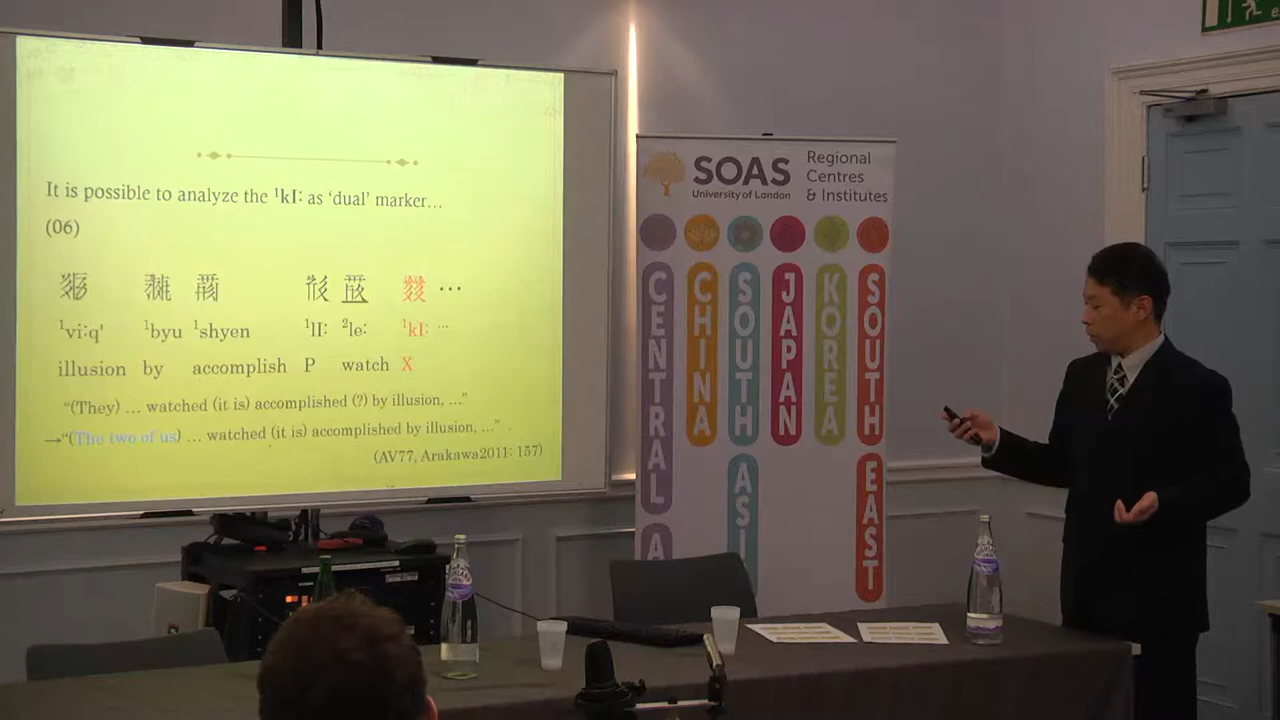 It is possible to analyze the ¹kI: as ‘dual’ marker…
(06)
…
¹vi:q' ¹byu ¹shyen ¹lI: ²le: ¹kI: …
illusion by accomplish P watch X
“(They) … watched (it is) accomplished (?) by illusion, …”
→“(The two of us) … watched (it is) accomplished by illusion, …”
(AV77, Arakawa2011: 157)
SOAS
University of London
Regional
Centres
& Institutes
CENTRAL A
CHINA
SOUTH ASI
JAPAN
KOREA
SOUTH EAST